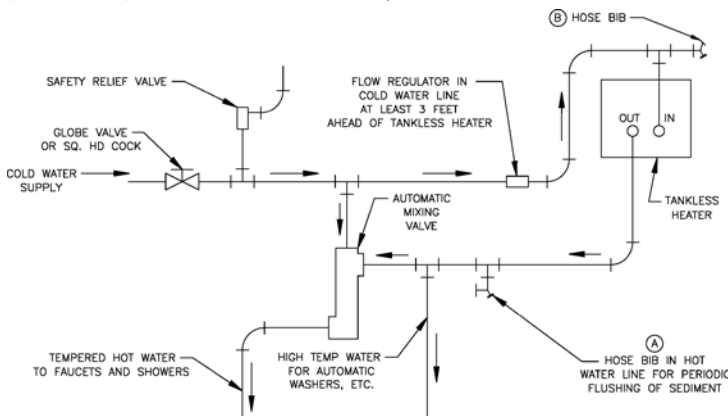 B HOSE BIB
SAFETY RELIEF VALVE
FLOW REGULATOR IN
COLD WATER LINE
AT LEAST 3 FEET
AHEAD OF TANKLESS HEATER
GLOBE VALVE
OR SQ. HD COCK
OUT
IN
COLD WATER
SUPPLY
TANKLESS
HEATER
AUTOMATIC
MIXING
VALVE
TEMPERED HOT WATER
TO FAUCETS AND SHOWERS
HIGH TEMP WATER
FOR AUTOMATIC
WASHERS, ETC.
A
HOSE BIB IN HOT
WATER LINE FOR PERIODIC
FLUSHING OF SEDIMENT